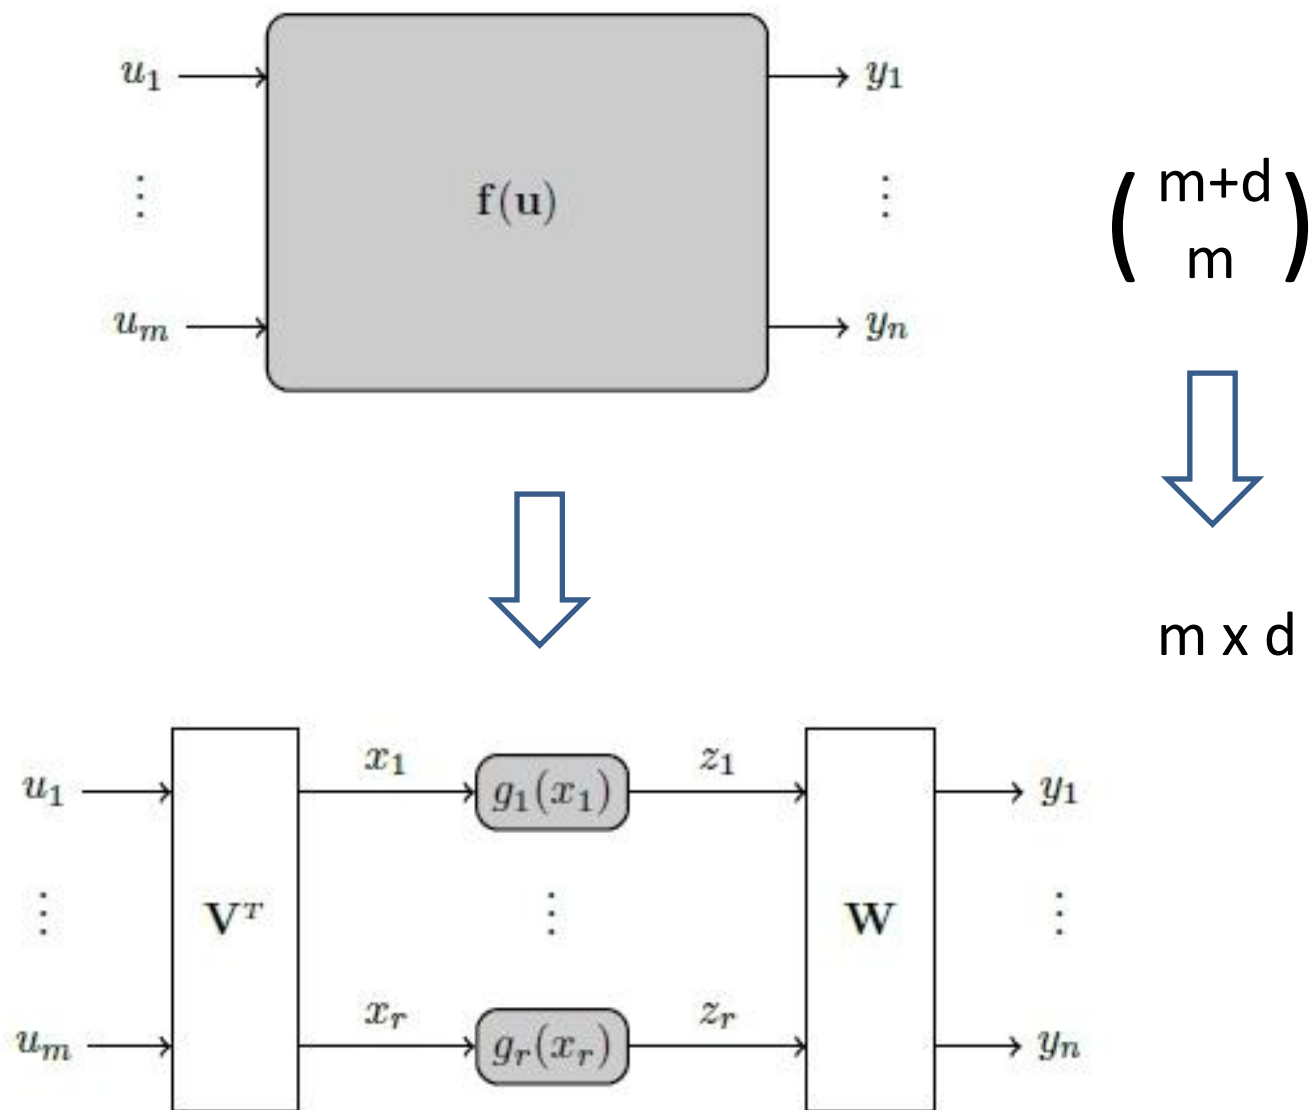 u₁ y₁
⋮ f(u) ⋮
uₘ yₙ
( m+d
m )
m x d
u₁ x₁ g₁(x₁) z₁ y₁
⋮ Vᵀ ⋮ W ⋮
uₘ xᵣ gᵣ(xᵣ) zᵣ yₙ